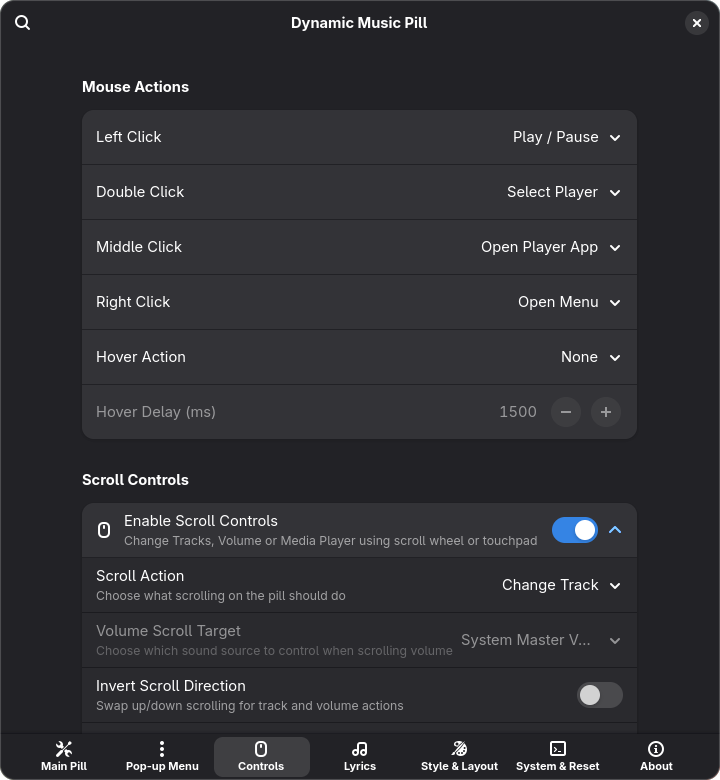 Dynamic Music Pill
Mouse Actions
Left Click Play / Pause
Double Click Select Player
Middle Click Open Player App
Right Click Open Menu
Hover Action None
Hover Delay (ms) 1500
Scroll Controls
Enable Scroll Controls
Change Tracks, Volume or Media Player using scroll wheel or touchpad
Scroll Action Change Track
Choose what scrolling on the pill should do
Volume Scroll Target System Master V...
Choose which sound source to control when scrolling volume
Invert Scroll Direction
Swap up/down scrolling for track and volume actions
Main Pill Pop-up Menu Controls Lyrics Style & Layout System & Reset About